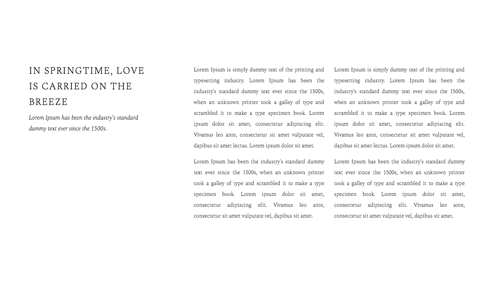 IN SPRINGTIME, LOVE
IS CARRIED ON THE
BREEZE
Lorem Ipsum has been the industry's standard
dummy text ever since the 1500s.
Lorem Ipsum is simply dummy text of the printing and
typesetting industry. Lorem Ipsum has been the
industry's standard dummy text ever since the 1500s,
when an unknown printer took a galley of type and
scrambled it to make a type specimen book. Lorem
ipsum dolor sit amet, consectetur adipiscing elit.
Vivamus leo ante, consectetur sit amet vulputate vel,
dapibus sit amet lectus. Lorem ipsum dolor sit amet.
Lorem Ipsum has been the industry's standard dummy
text ever since the 1500s, when an unknown printer
took a galley of type and scrambled it to make a type
specimen book. Lorem ipsum dolor sit amet,
consectetur adipiscing elit. Vivamus leo ante,
consectetur sit amet vulputate vel, dapibus sit amet.
Lorem Ipsum is simply dummy text of the printing and
typesetting industry. Lorem Ipsum has been the
industry's standard dummy text ever since the 1500s,
when an unknown printer took a galley of type and
scrambled it to make a type specimen book. Lorem
ipsum dolor sit amet, consectetur adipiscing elit.
Vivamus leo ante, consectetur sit amet vulputate vel,
dapibus sit amet lectus. Lorem ipsum dolor sit amet.
Lorem Ipsum has been the industry's standard dummy
text ever since the 1500s, when an unknown printer
took a galley of type and scrambled it to make a type
specimen book. Lorem ipsum dolor sit amet,
consectetur adipiscing elit. Vivamus leo ante,
consectetur sit amet vulputate vel, dapibus sit amet.